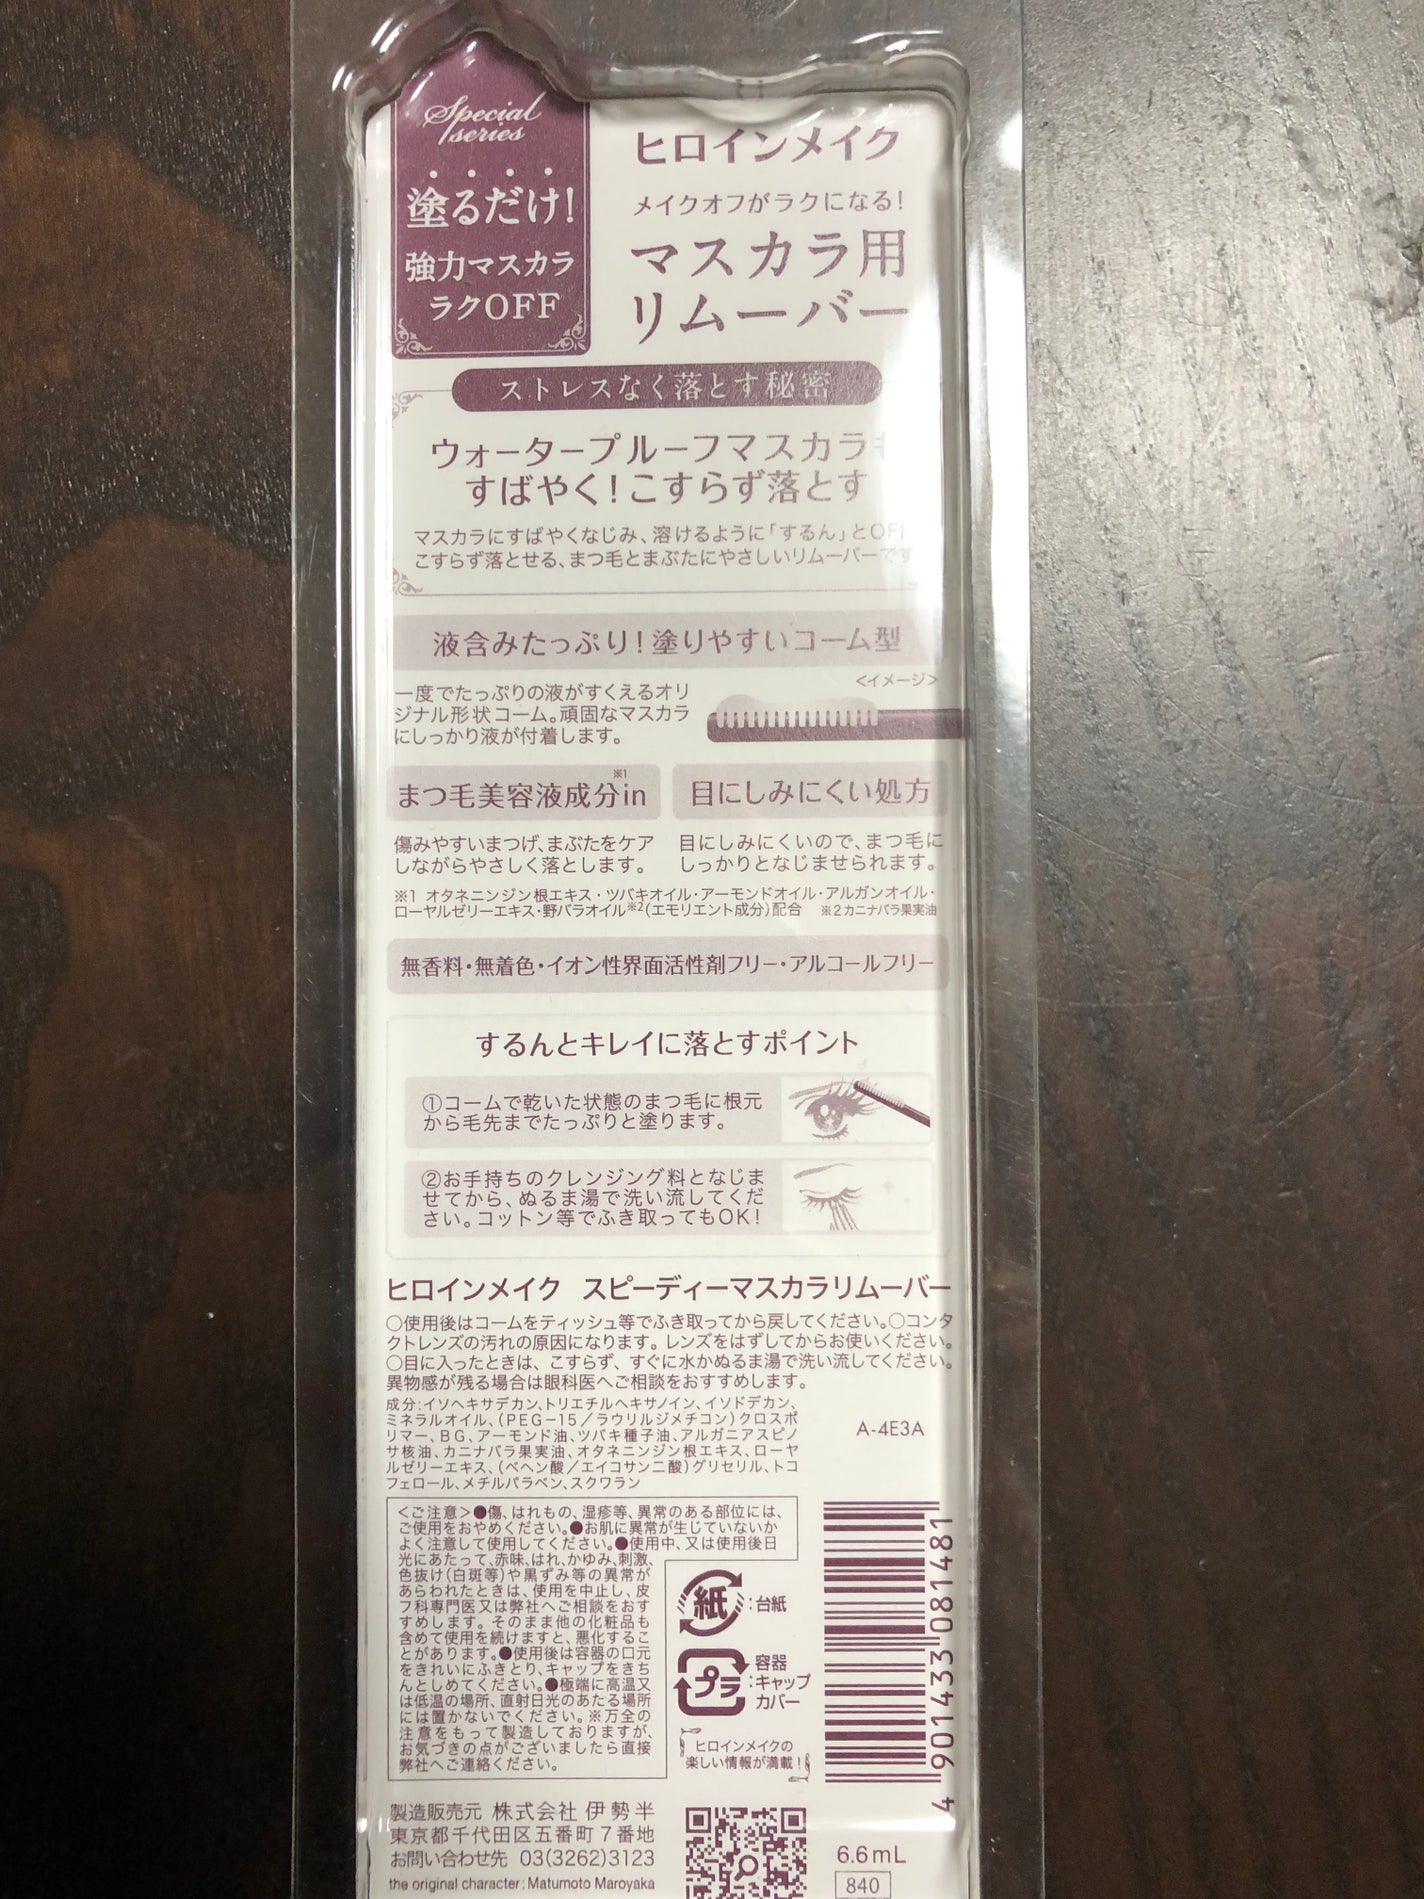 Special
series
塗るだけ!
強力マスカラ
ラクOFF
ヒロインメイク
メイクオフがラクになる!
マスカラ用
リムーバー
ストレスなく落とす秘密
ウォータープルーフマスカラも
すばやく!こすらず落とす
マスカラにすばやくなじみ、溶けるように「するん」とOFF
こすらず落とせる、まつ毛とまぶたにやさしいリムーバーです
液含みたっぷり!塗りやすいコーム型
一度でたっぷりの液がすくえるオリ
ジナル形状コーム。頑固なマスカラ
にしっかり液が付着します。
<イメージ>
まつ毛美容液成分in ※1
傷みやすいまつげ、まぶたをケア
しながらやさしく落とします。
目にしみにくい処方
目にしみにくいので、まつ毛に
しっかりとなじませられます。
※1 オタネニンジン根エキス・ツバキオイル・アーモンドオイル・アルガンオイル・
ローヤルゼリーエキス・野バラオイル※2(エモリエント成分)配合 ※2カニナバラ果実油
無香料・無着色・イオン性界面活性剤フリー・アルコールフリー
するんとキレイに落とすポイント
①コームで乾いた状態のまつ毛に根元
から毛先までたっぷりと塗ります。
②お手持ちのクレンジング料となじま
せてから、ぬるま湯で洗い流してくだ
さい。コットン等でふき取ってもOK!
ヒロインメイク スピーディーマスカラリムーバー
○使用後はコームをティッシュ等でふき取ってから戻してください。○コンタ
クトレンズの汚れの原因になります。レンズをはずしてからお使いください。
○目に入ったときは、こすらず、すぐに水かぬるま湯で洗い流してください。
異物感が残る場合は眼科医へご相談をおすすめします。
成分:イソヘキサデカン、トリエチルヘキサノイン、イソドデカン、
ミネラルオイル、(PEG-15/ラウリルジメチコン)クロスポ
リマー、BG、アーモンド油、ツバキ種子油、アルガニアスピノ
サ核油、カニナバラ果実油、オタネニンジン根エキス、ローヤ
ルゼリーエキス、(ベヘン酸/エイコサン二酸)グリセリル、トコ
フェロール、メチルパラベン、スクワラン
A-4E3A
<ご注意>●傷、はれもの、湿疹等、異常のある部位には、
ご使用をおやめください。●お肌に異常が生じていないか
よく注意して使用してください。●使用中、又は使用後日
光にあたって、赤味、はれ、かゆみ、刺激、
色抜け(白斑等)や黒ずみ等の異常が
あらわれたときは、使用を中止し、皮
フ科専門医又は弊社へご相談をおす
すめします。そのまま他の化粧品も
含めて使用を続けますと、悪化するこ
とがあります。●使用後は容器の口元
をきれいにふきとり、キャップをきち
んとしめてください。●極端に高温又
は低温の場所、直射日光のあたる場所
には置かないでください。※万全の
注意をもって製造しておりますが、
お気づきの点がございましたら直接
弊社へご連絡ください。
紙:台紙
プラ:容器
キャップ
カバー
ヒロインメイクの
楽しい情報が満載!
4 901433 081481
製造販売元 株式会社 伊勢半
東京都千代田区五番町7番地
お問い合わせ先 03(3262)3123
the original character:Matumoto Maroyaka
6.6mL
840